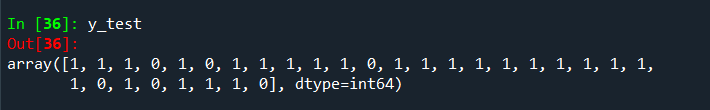 In [36]: y_test
Out[36]:
array([1, 1, 1, 0, 1, 0, 1, 1, 1, 1, 1, 0, 1, 1, 1, 1, 1, 1, 1, 1, 1, 1,
       1, 0, 1, 0, 1, 1, 1, 0], dtype=int64)